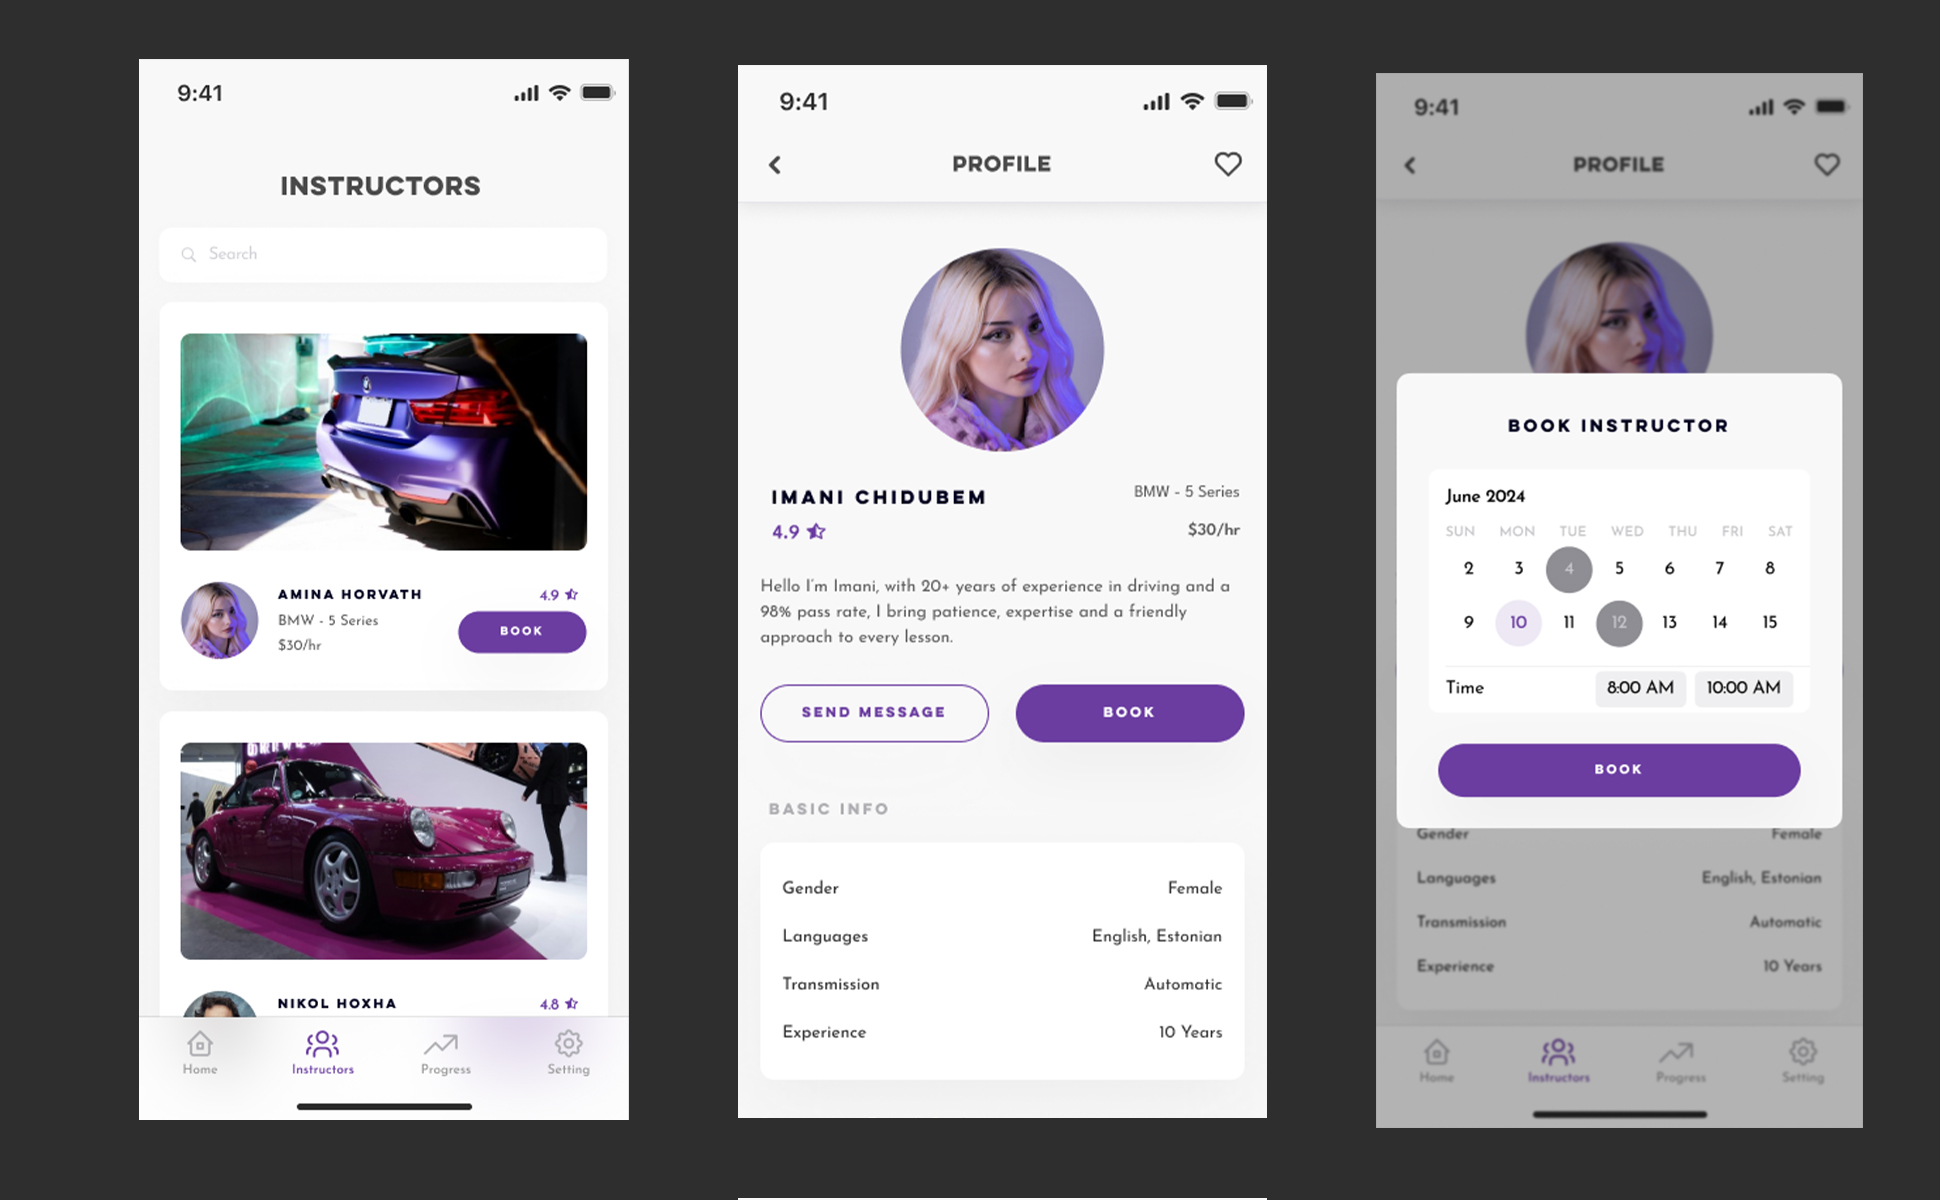 9:41
INSTRUCTORS
Search
AMINA HORVATH
4.9
BMW - 5 Series
$30/hr
BOOK
NIKOL HOXHA
4.8
Home
Instructors
Progress
Setting
9:41
PROFILE
IMANI CHIDUBEM
BMW - 5 Series
4.9
$30/hr
Hello I'm Imani, with 20+ years of experience in driving and a
98% pass rate, I bring patience, expertise and a friendly
approach to every lesson.
SEND MESSAGE
BOOK
BASIC INFO
Gender Female
Languages English, Estonian
Transmission Automatic
Experience 10 Years
9:41
PROFILE
BOOK INSTRUCTOR
June 2024
SUN MON TUE WED THU FRI SAT
2 3 4 5 6 7 8
9 10 11 12 13 14 15
Time 8:00 AM 10:00 AM
BOOK
Gender Female
Languages English, Estonian
Transmission Automatic
Experience 10 Years
Home
Instructors
Progress
Setting